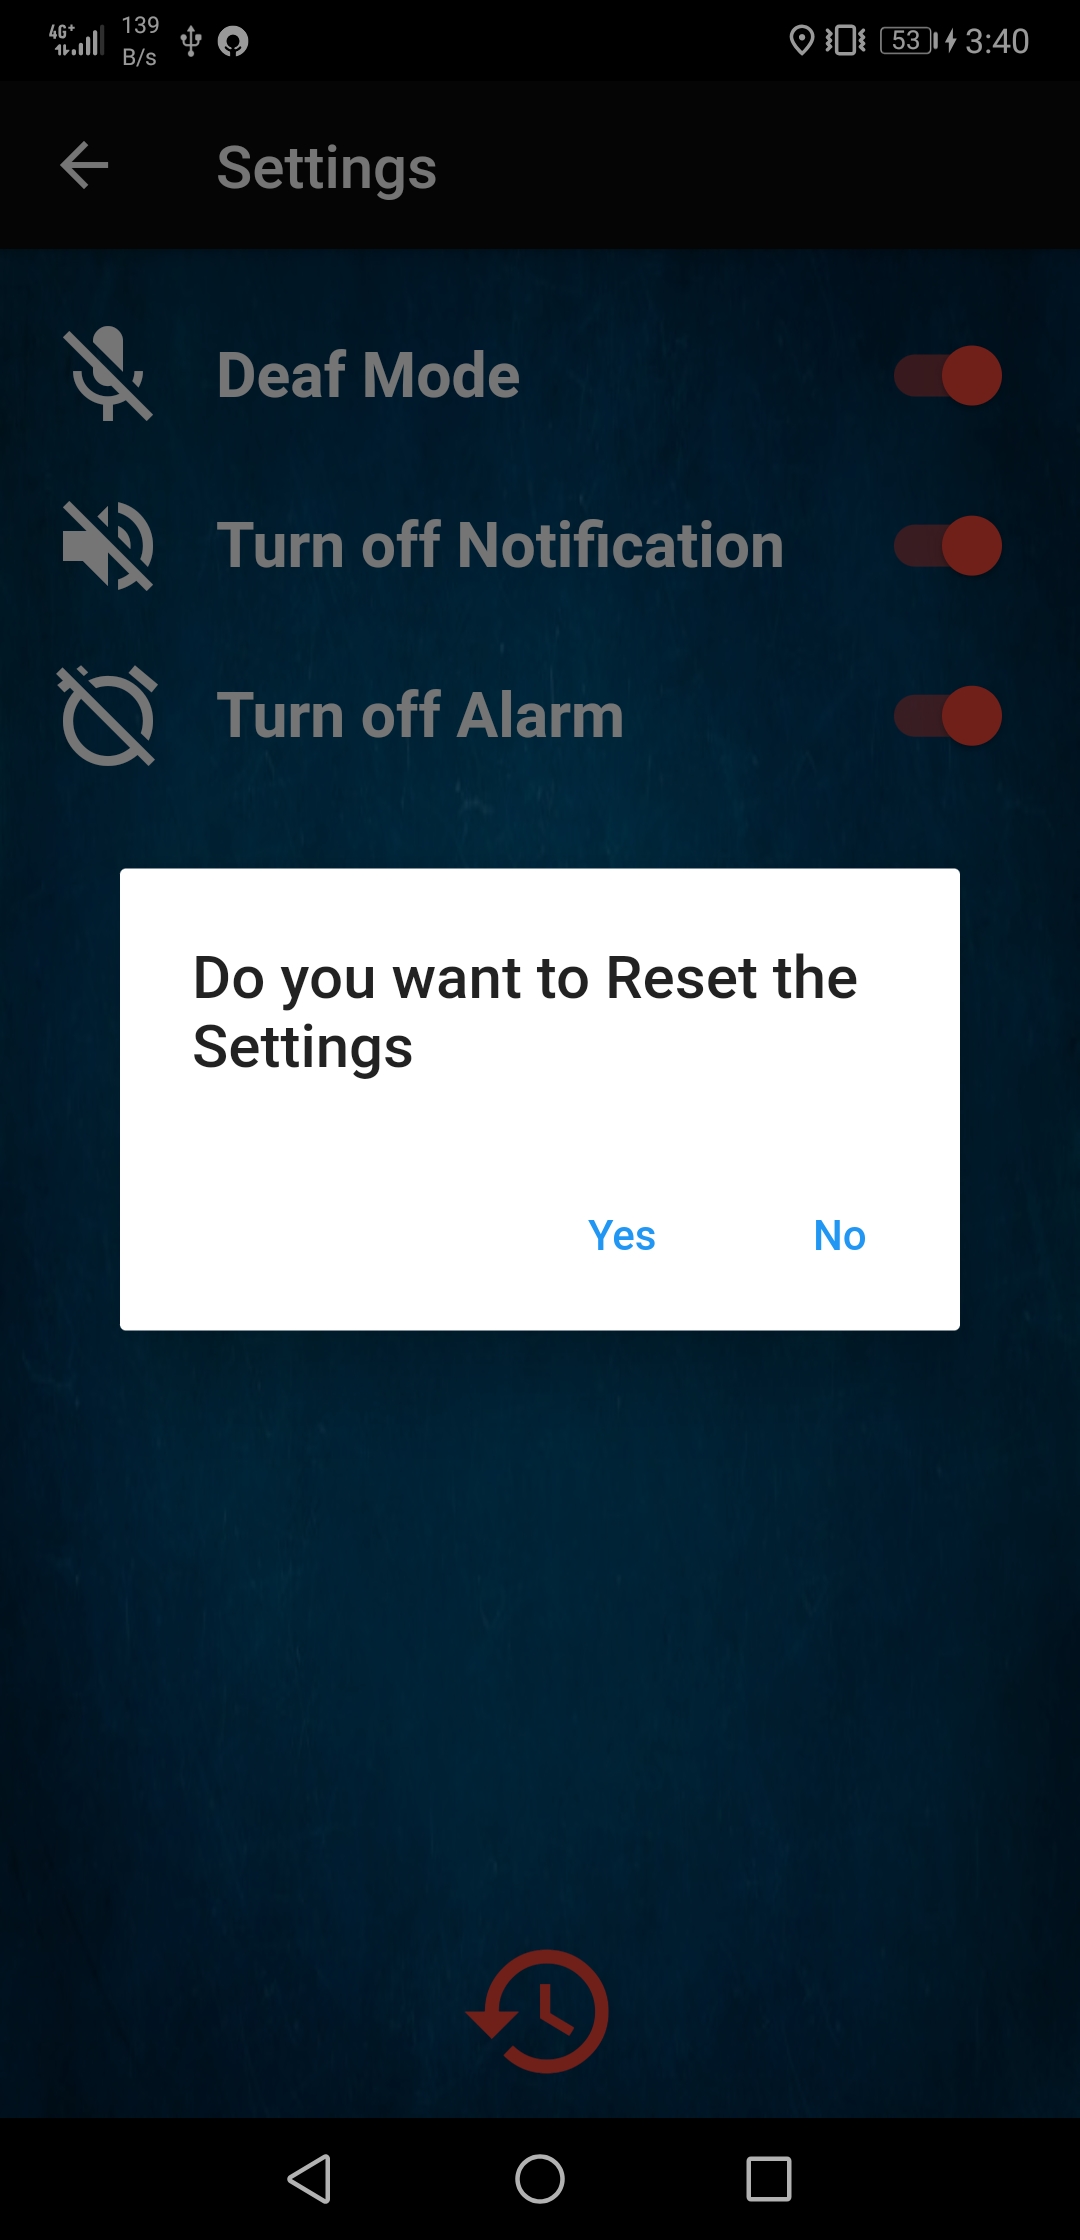 4G+
139
B/s
53
3:40
Settings
Deaf Mode
Turn off Notification
Turn off Alarm
Do you want to Reset the
Settings
Yes No